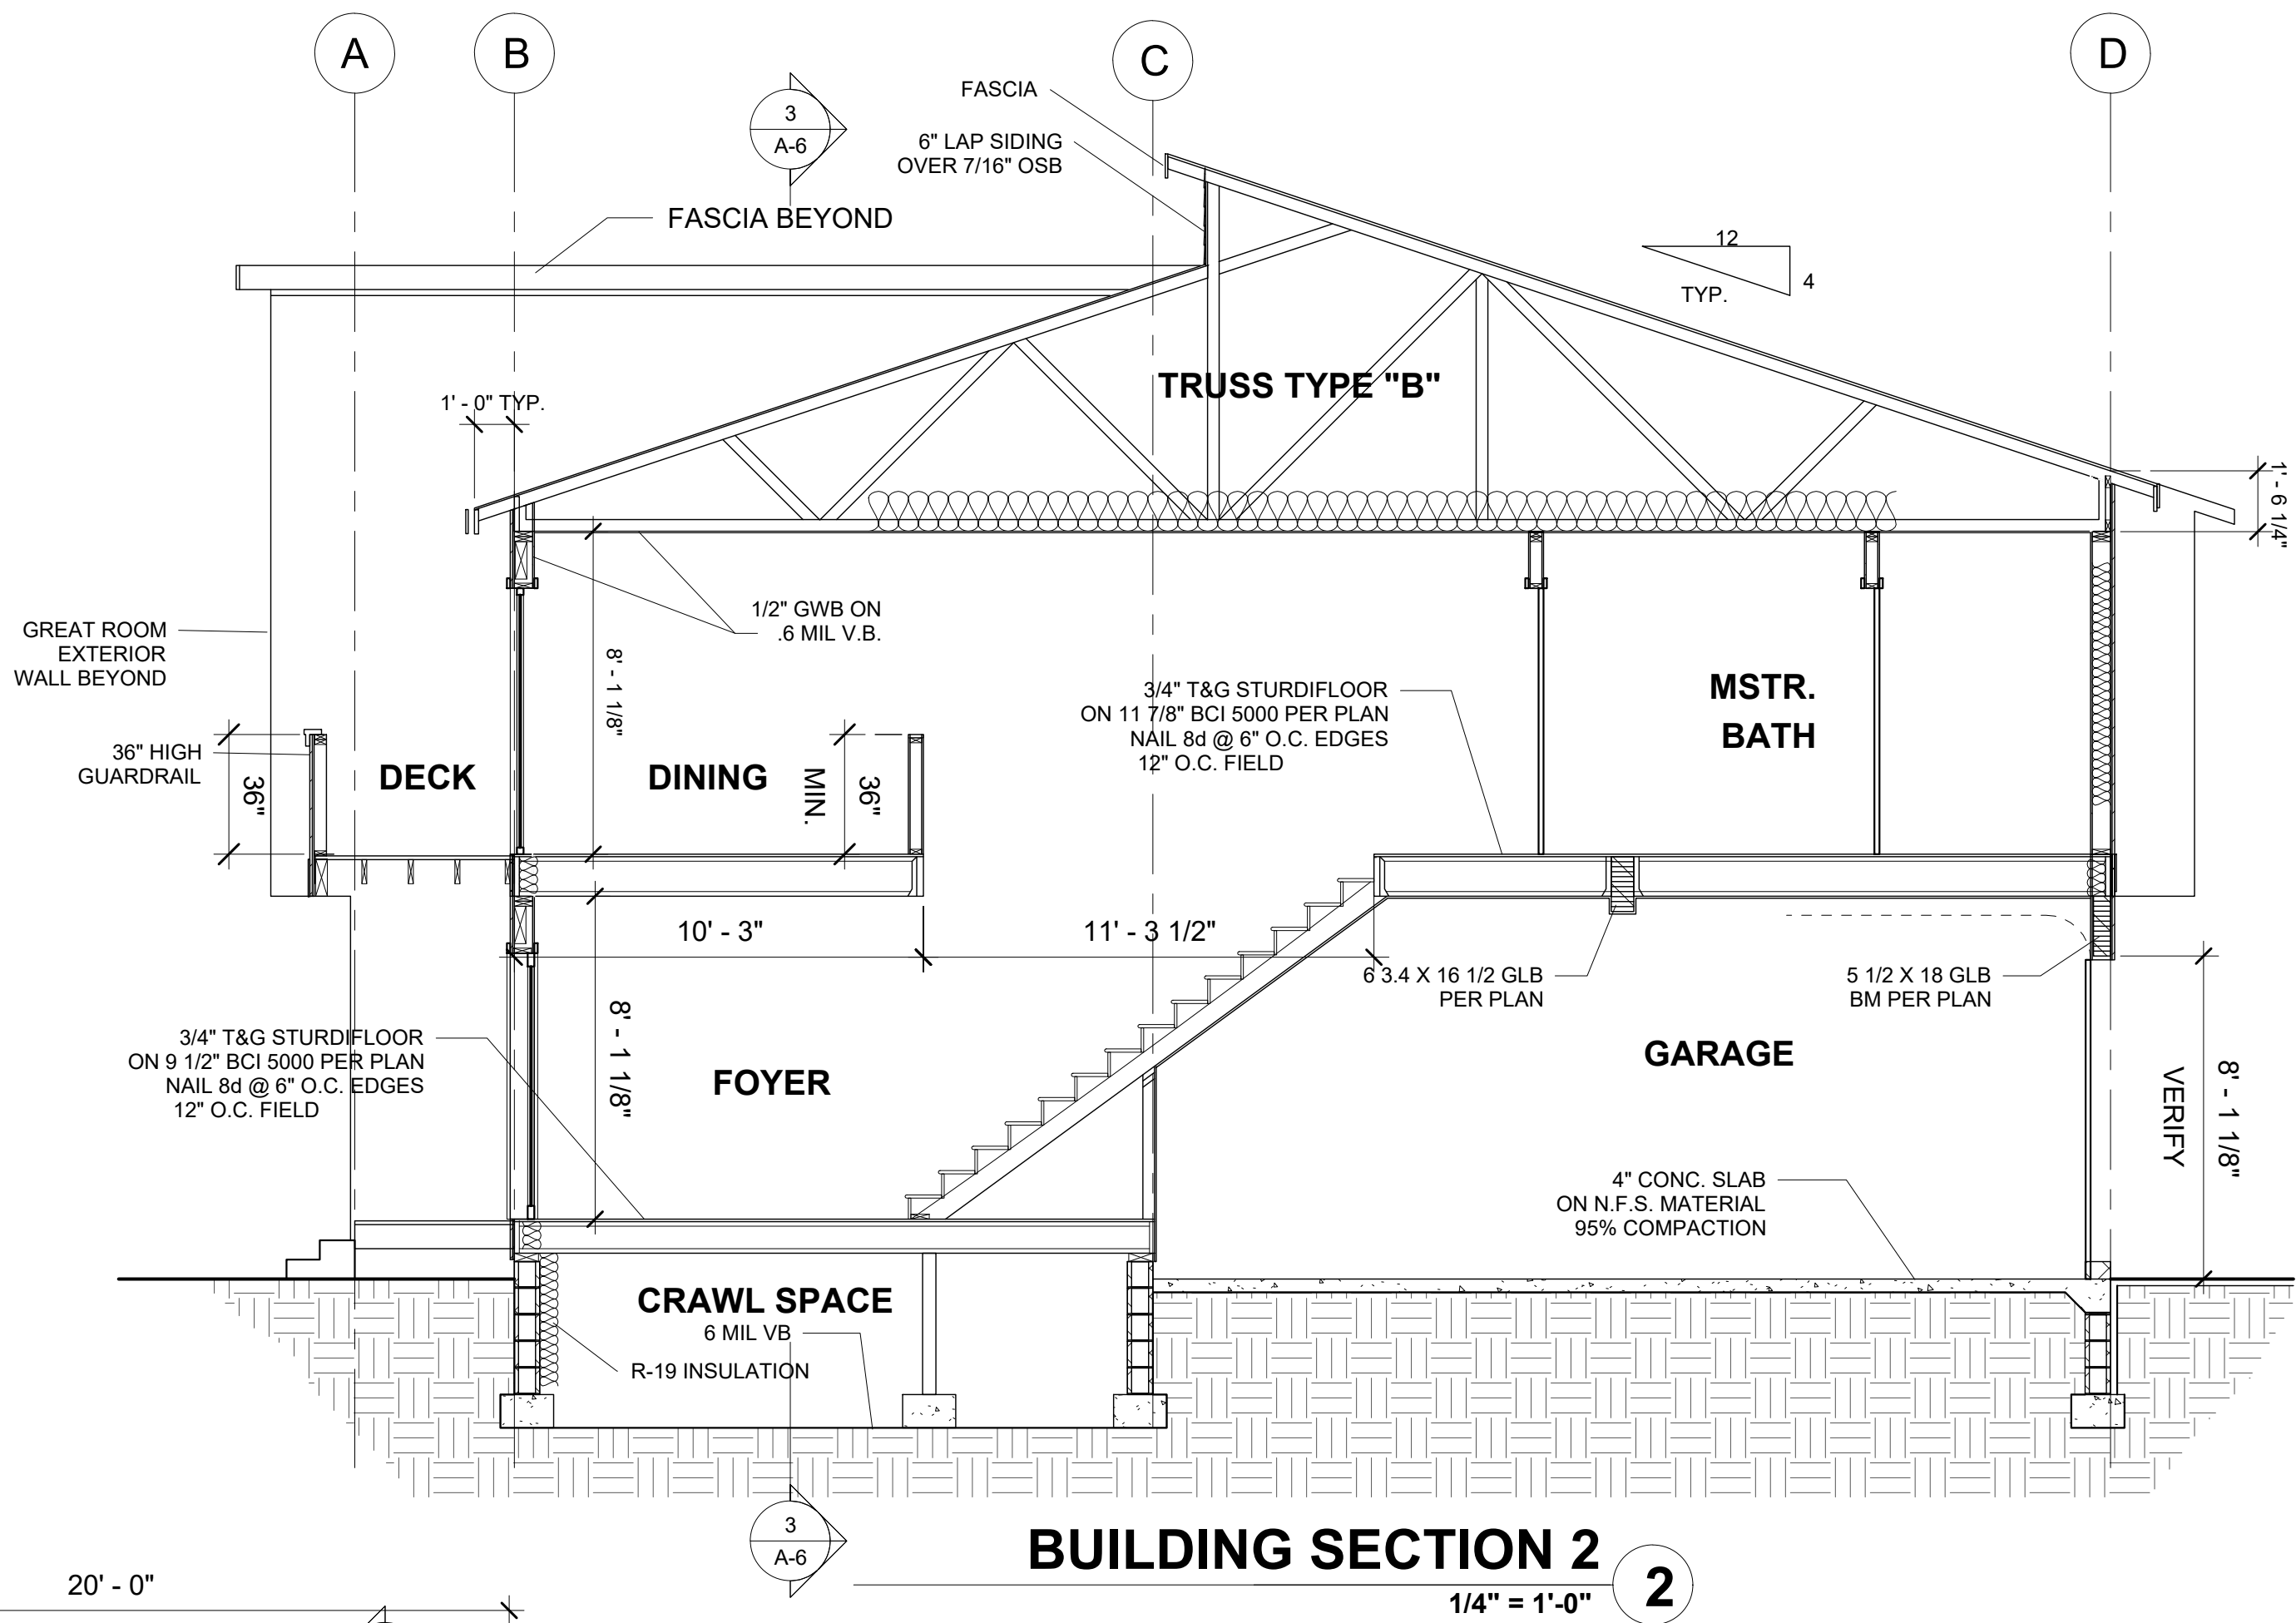 A
B
C
D
3
A-6
FASCIA
6" LAP SIDING
OVER 7/16" OSB
FASCIA BEYOND
12
4
TYP.
TRUSS TYPE "B"
1' - 0" TYP.
1' - 6 1/4"
1/2" GWB ON
.6 MIL V.B.
GREAT ROOM
EXTERIOR
WALL BEYOND
8' - 1 1/8"
3/4" T&G STURDIFLOOR
ON 11 7/8" BCI 5000 PER PLAN
NAIL 8d @ 6" O.C. EDGES
12" O.C. FIELD
MSTR.
BATH
36" HIGH
GUARDRAIL
36"
DECK
DINING
MIN.
36"
10' - 3"
11' - 3 1/2"
6 3.4 X 16 1/2 GLB
PER PLAN
5 1/2 X 18 GLB
BM PER PLAN
3/4" T&G STURDIFLOOR
ON 9 1/2" BCI 5000 PER PLAN
NAIL 8d @ 6" O.C. EDGES
12" O.C. FIELD
8' - 1 1/8"
FOYER
GARAGE
VERIFY
8' - 1 1/8"
4" CONC. SLAB
ON N.F.S. MATERIAL
95% COMPACTION
CRAWL SPACE
6 MIL VB
R-19 INSULATION
3
A-6
BUILDING SECTION 2
2
1/4" = 1'-0"
20' - 0"